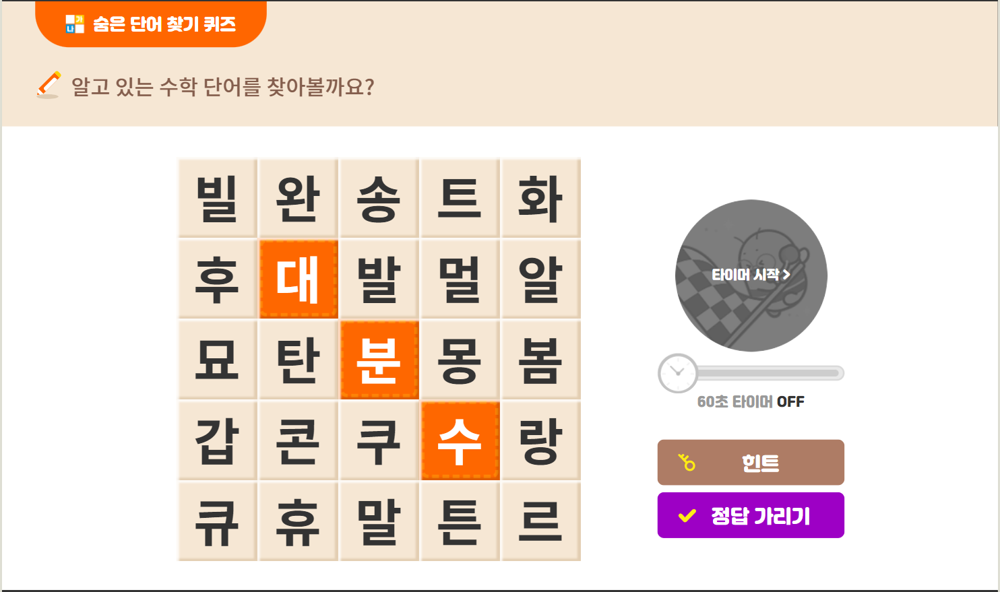 가
나
숨은 단어 찾기 퀴즈
알고 있는 수학 단어를 찾아볼까요?
빌 완 송 트 화
후 대 발 멀 알
묘 탄 분 몽 봄
갑 콘 쿠 수 랑
큐 휴 말 튼 르
타이머 시작
60초 타이머 OFF
힌트
정답 가리기